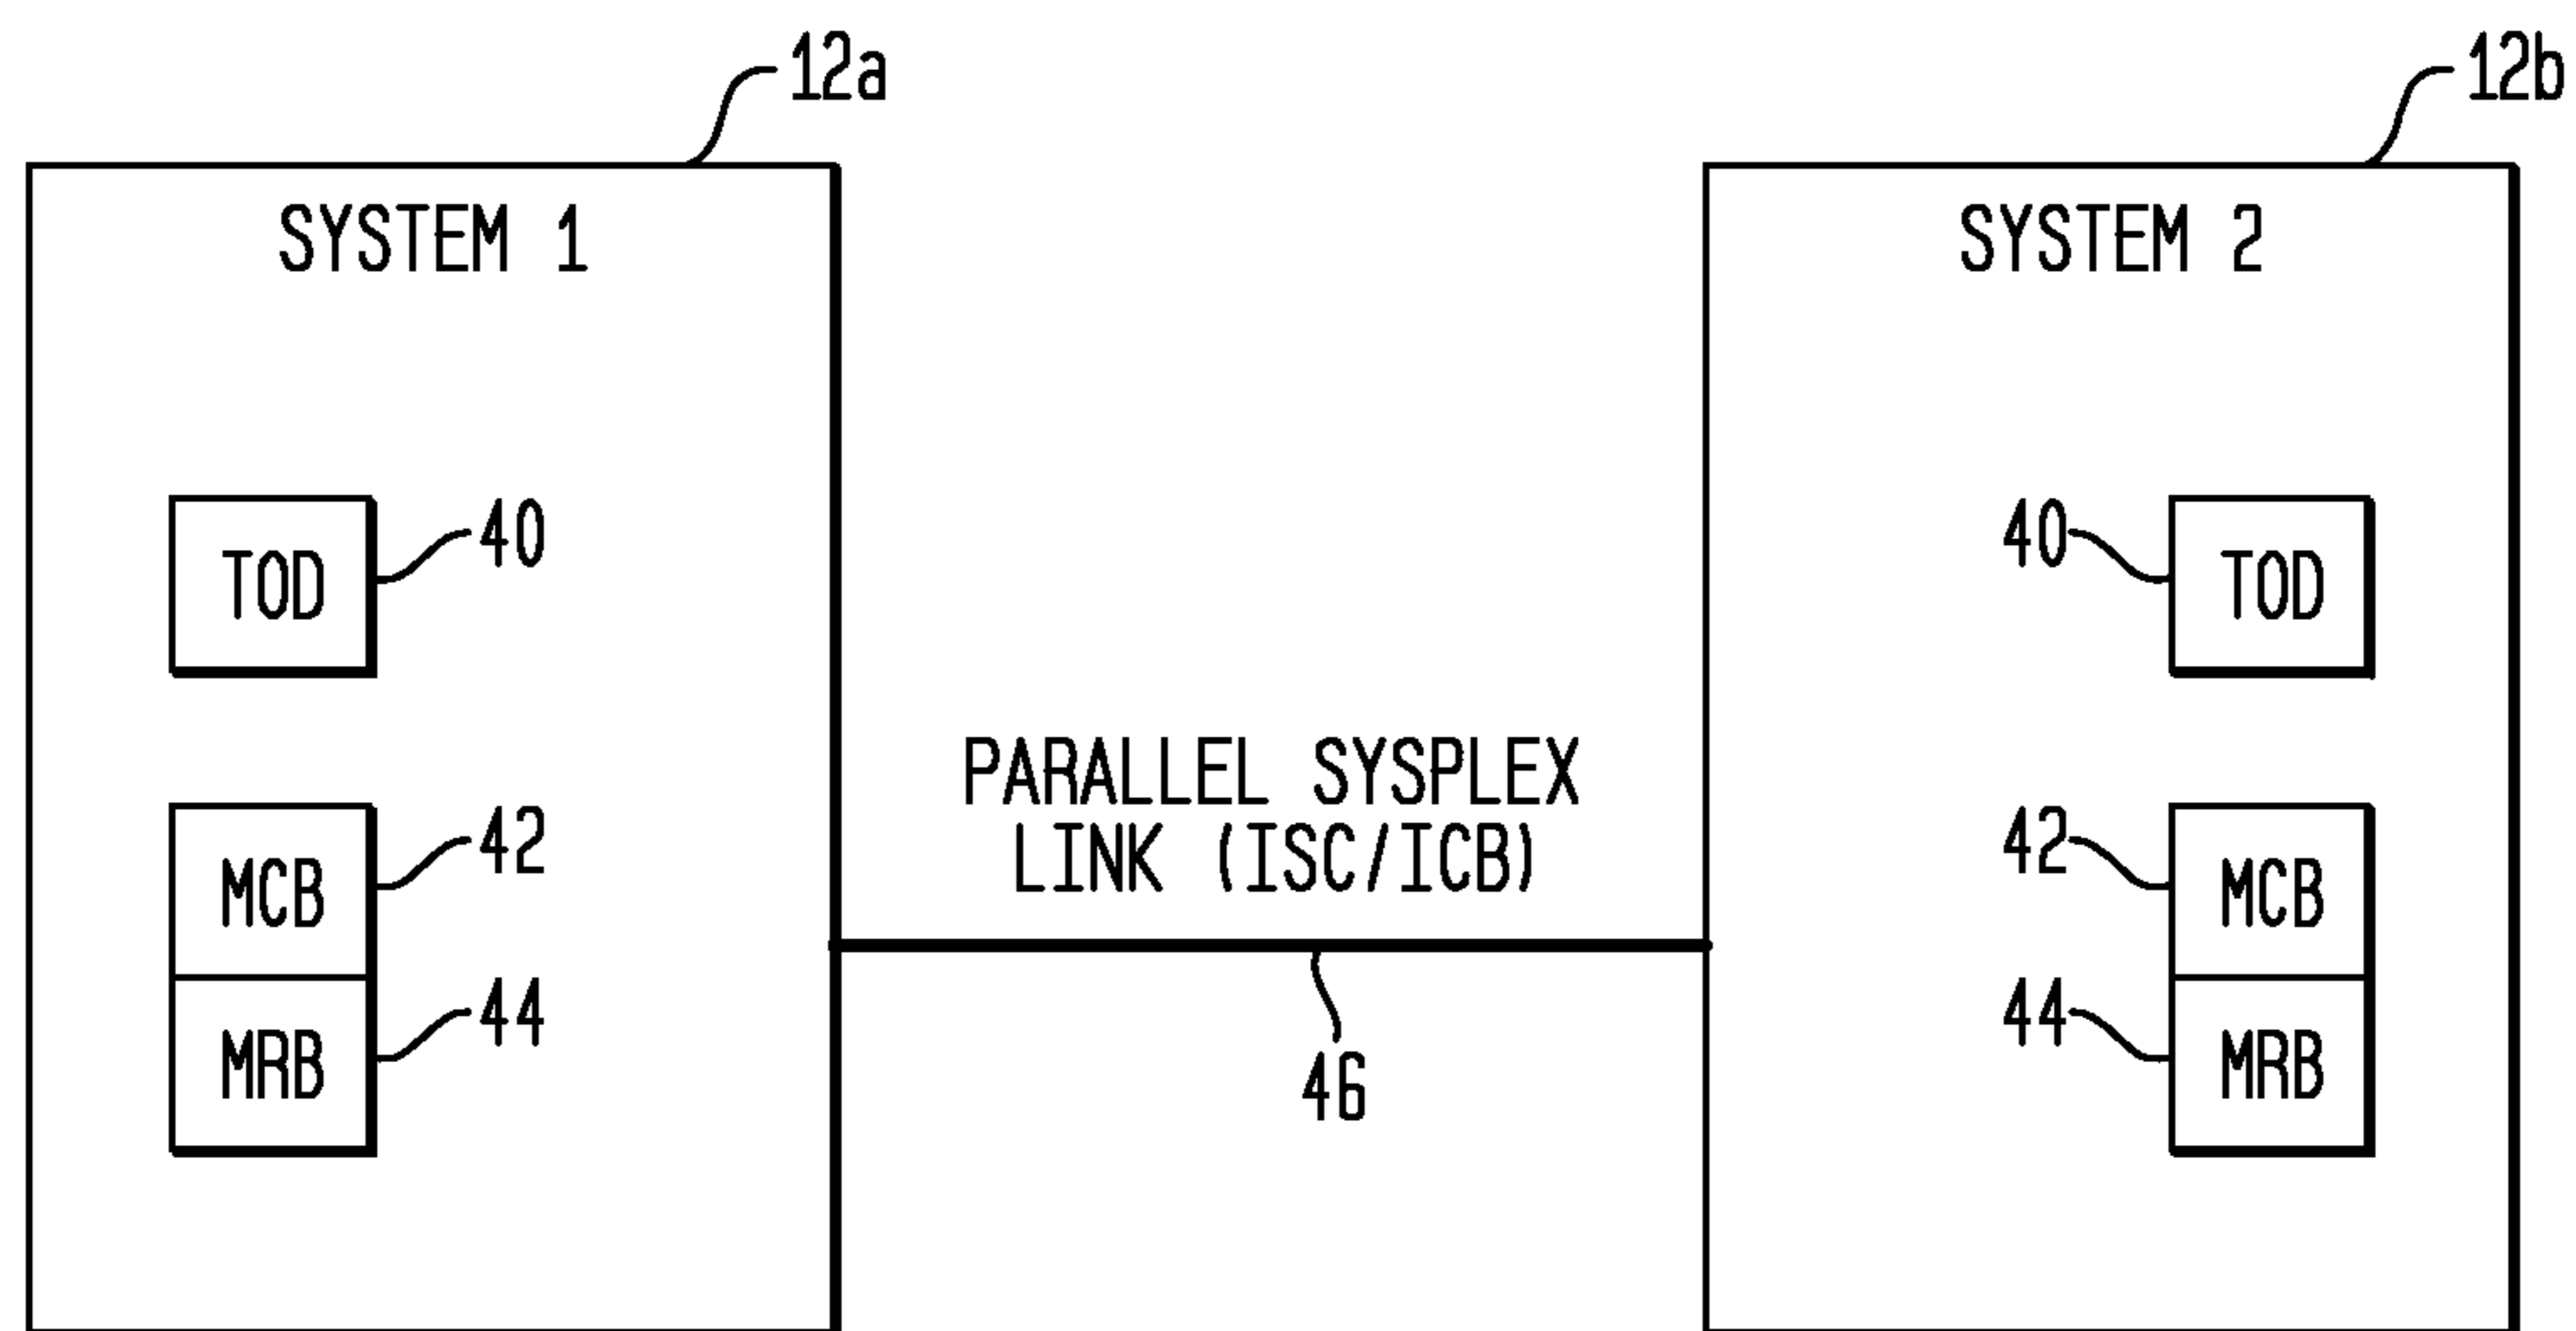 12a
12b
SYSTEM 1
SYSTEM 2
TOD
40
40
TOD
PARALLEL SYSPLEX
LINK (ISC/ICB)
MCB
42
42
MCB
MRB
44
44
MRB
46